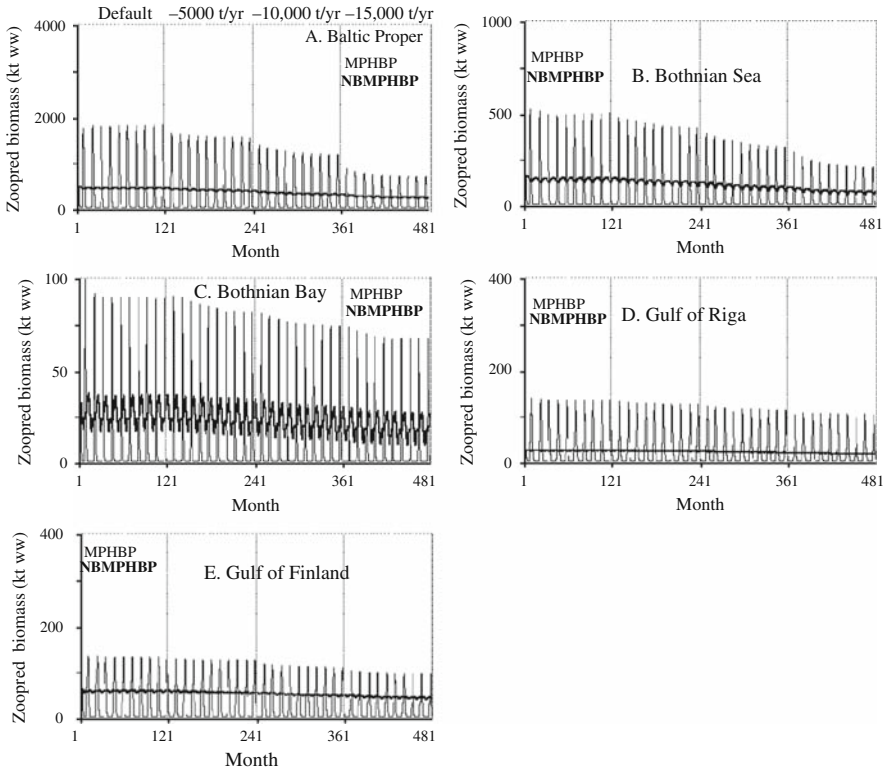 Default –5000 t/yr –10,000 t/yr –15,000 t/yr
A. Baltic Proper
MPHBP
NBMPHBP
Zoopred biomass (kt ww)
4000
2000
0
1 121 241 361 481
Month
B. Bothnian Sea
MPHBP
NBMPHBP
Zoopred biomass (kt ww)
1000
500
0
1 121 241 361 481
Month
C. Bothnian Bay
MPHBP
NBMPHBP
Zoopred biomass (kt ww)
100
50
0
1 121 241 361 481
Month
D. Gulf of Riga
MPHBP
NBMPHBP
Zoopred biomass (kt ww)
400
200
0
1 121 241 361 481
Month
E. Gulf of Finland
MPHBP
NBMPHBP
Zoopred biomass (kt ww)
400
200
0
1 121 241 361 481
Month